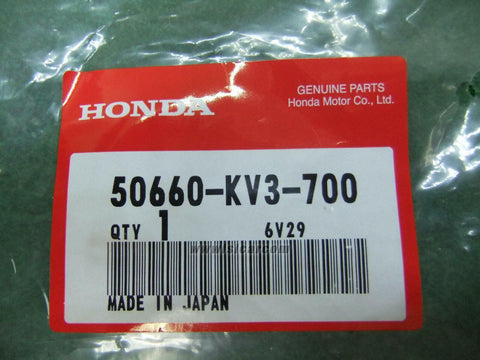 GENUINE PARTS
HONDA
Honda Motor Co., Ltd.
50660-KV3-700
QTY 1 6V29
MADE IN JAPAN